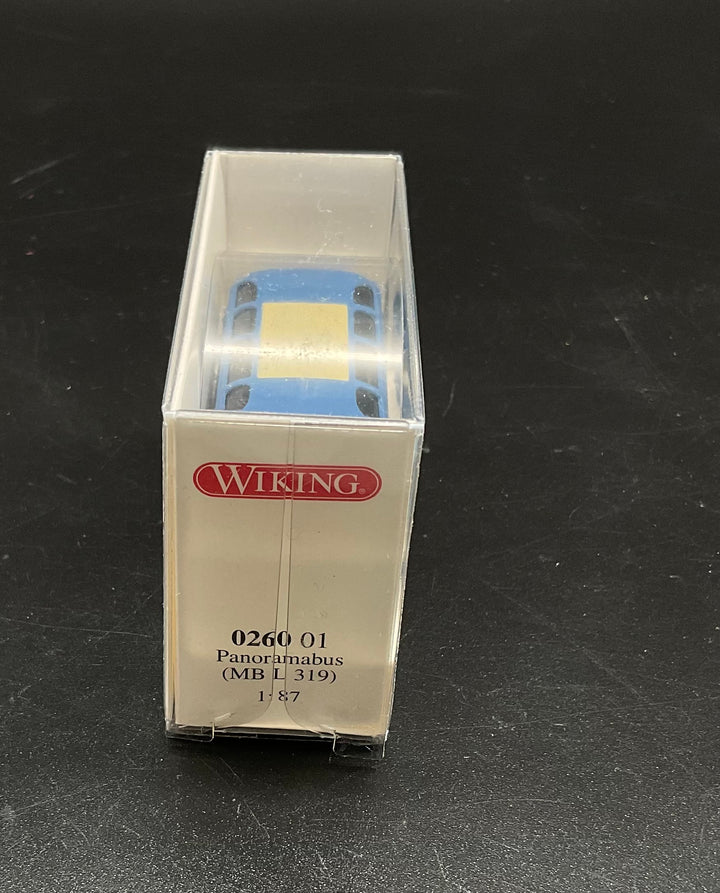 WIKING®
0260 01
Panoramabus
(MB L 319)
1:87